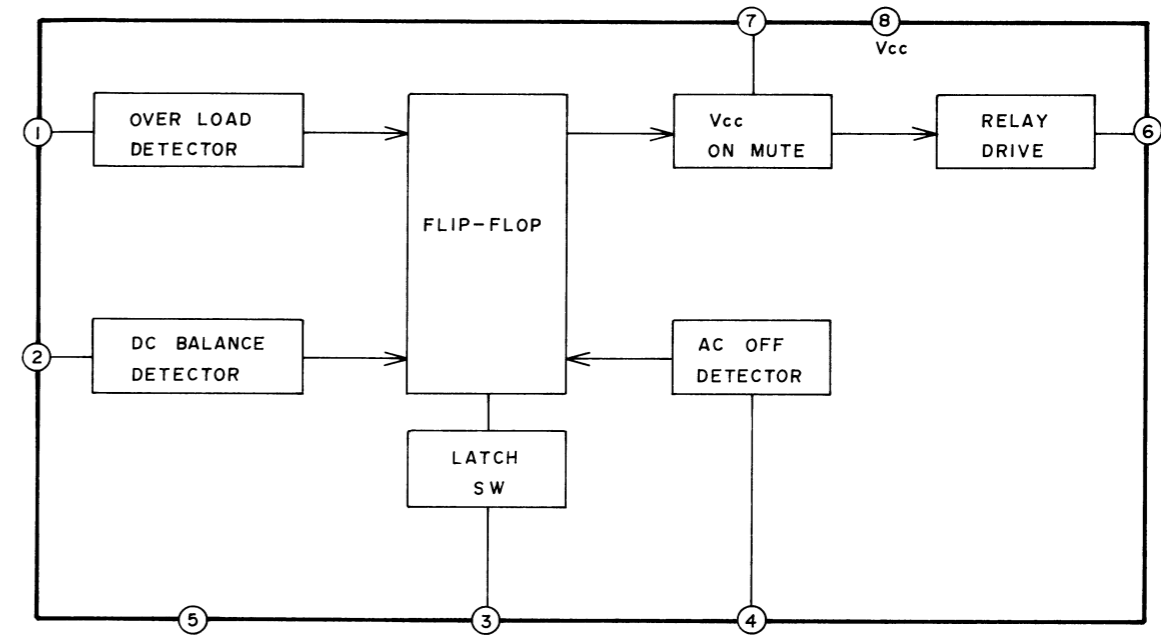 7
8
Vcc
1
OVER LOAD
DETECTOR
FLIP-FLOP
Vcc
ON MUTE
RELAY
DRIVE
6
2
DC BALANCE
DETECTOR
AC OFF
DETECTOR
LATCH
SW
5
3
4